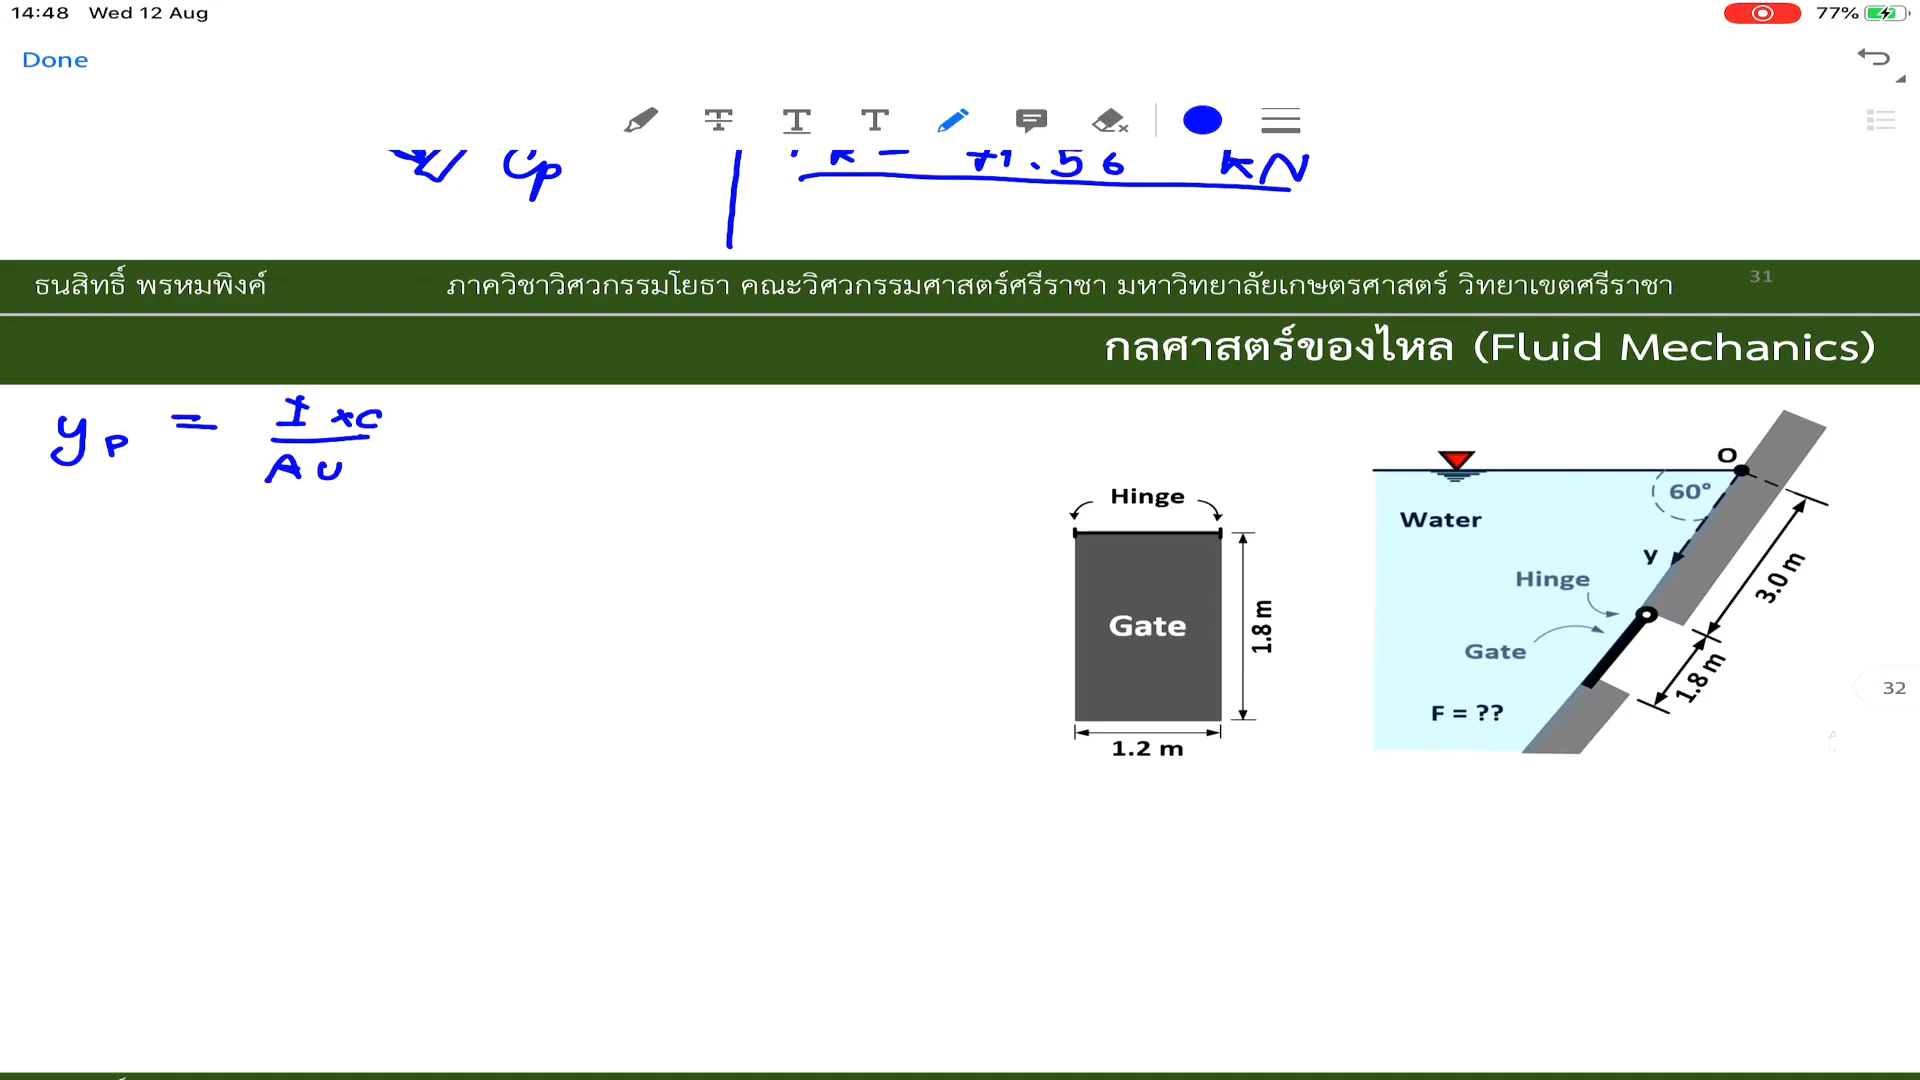 14:48 Wed 12 Aug
77%
Done
kN
ธนสิทธิ์ พรหมพิงค์ ภาควิชาวิศวกรรมโยธา คณะวิศวกรรมศาสตร์ศรีราชา มหาวิทยาลัยเกษตรศาสตร์ วิทยาเขตศรีราชา 31
กลศาสตร์ของไหล (Fluid Mechanics)
y P = I xc
A υ
Hinge
Gate
1.8 m
1.2 m
O
60°
Water
y
Hinge
3.0 m
Gate
1.8 m
F = ??
32